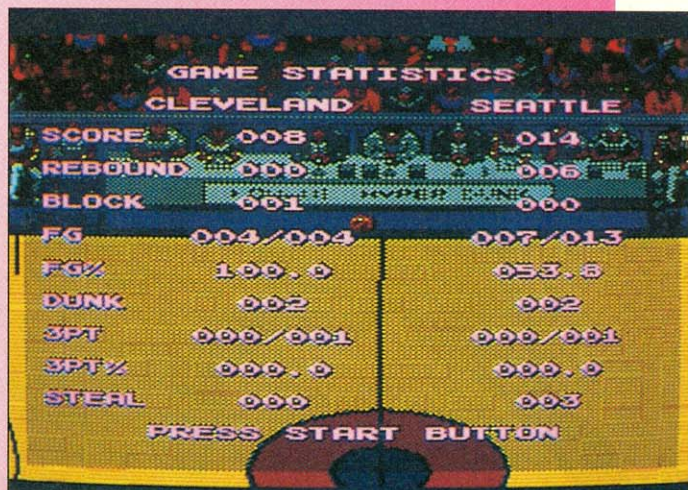 GAME STATISTICS
CLEVELAND SEATTLE
SCORE 008 014
REBOUND 000 006
HYPER DUNK
BLOCK 001 000
FG 004/004 007/013
FG% 100.0 053.8
DUNK 002 002
3PT 000/001 000/001
3PT% 000.0 000.0
STEAL 000 003
PRESS START BUTTON